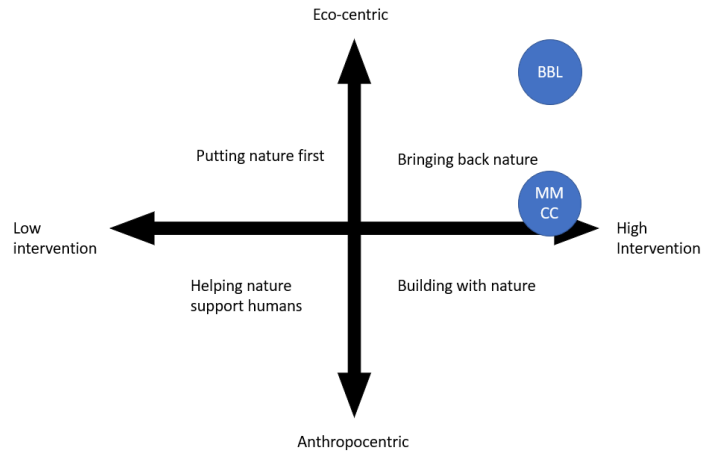 Eco-centric
BBL
Putting nature first
Bringing back nature
MM
CC
Low
intervention
High
Intervention
Helping nature
support humans
Building with nature
Anthropocentric